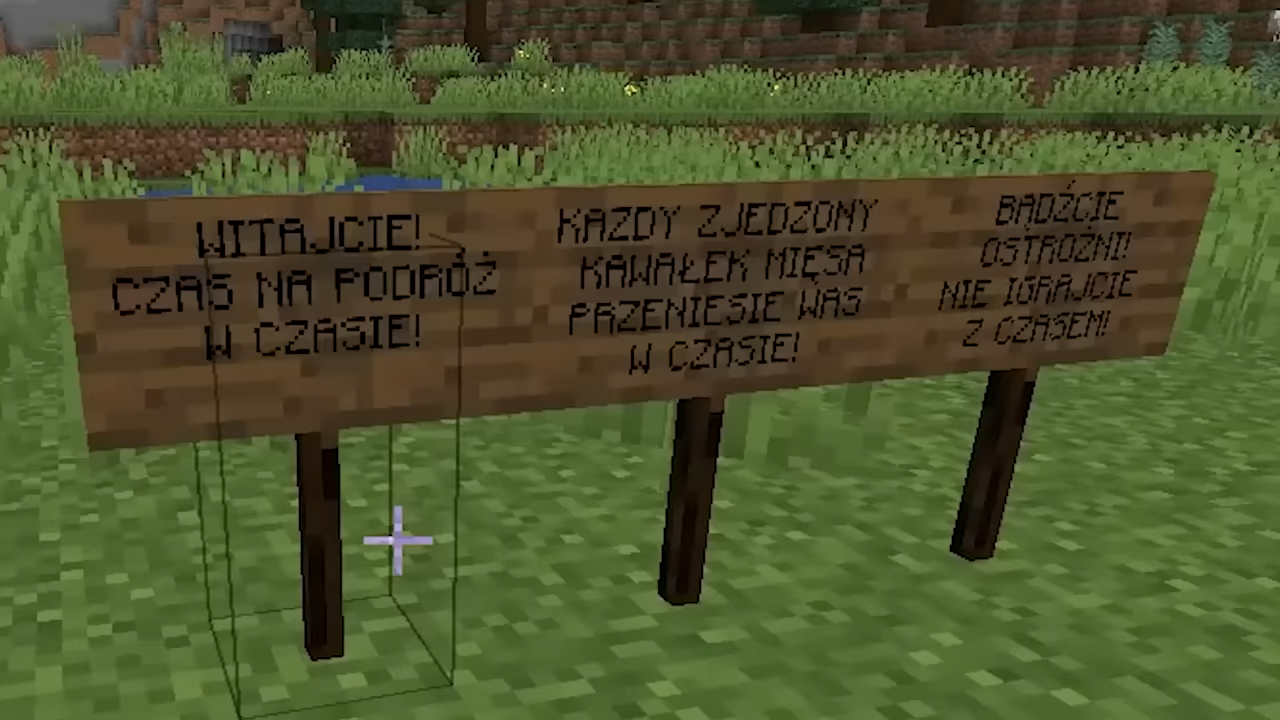 WITAJCIE!
CZAS NA PODRÓŻ
W CZASIE!
KAŻDY ZJEDZONY
KAWAŁEK MIĘSA
PRZENIESIE WAS
W CZASIE!
BĄDŹCIE
OSTROŻNI!
NIE IGRAJCIE
Z CZASEM!